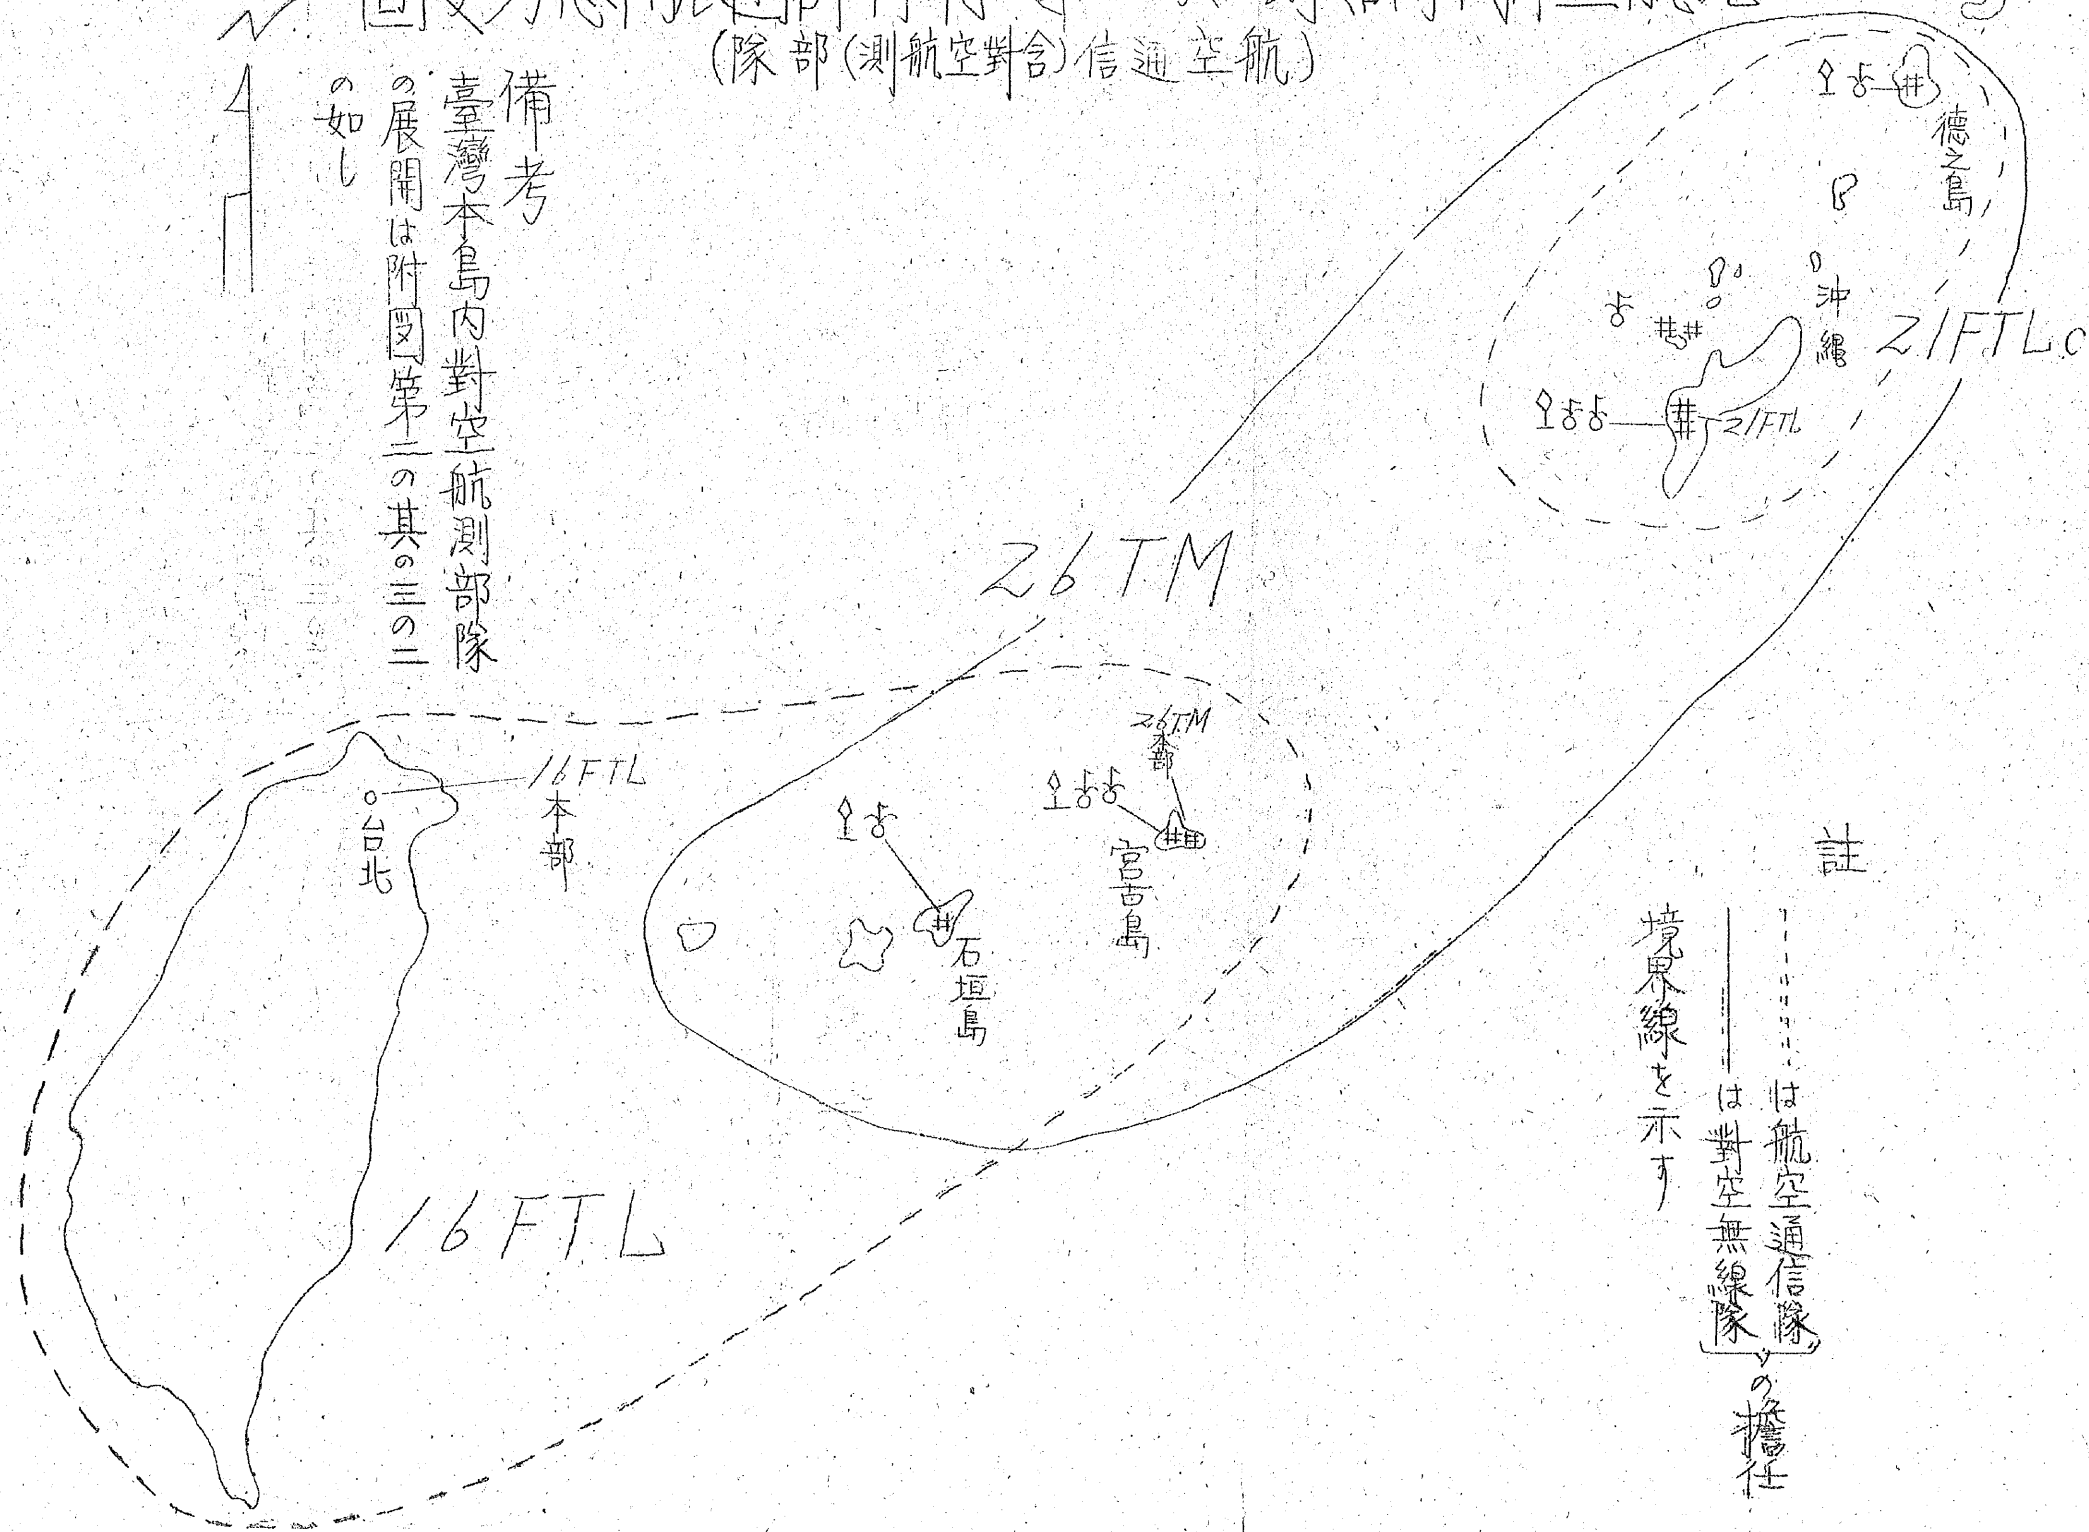 (隊部(測航空對含)信通空航)
備考
臺灣本島内對空航測部隊
の展開は附図第二の其の三の二
の如し
徳之島
沖縄
21FTLc
21FTL
26TM
26TM
本部
宮古島
石垣島
16FTL
本部
台北
16FTL
註
は航空通信隊
は對空無線隊
の擔任
境界線を示す